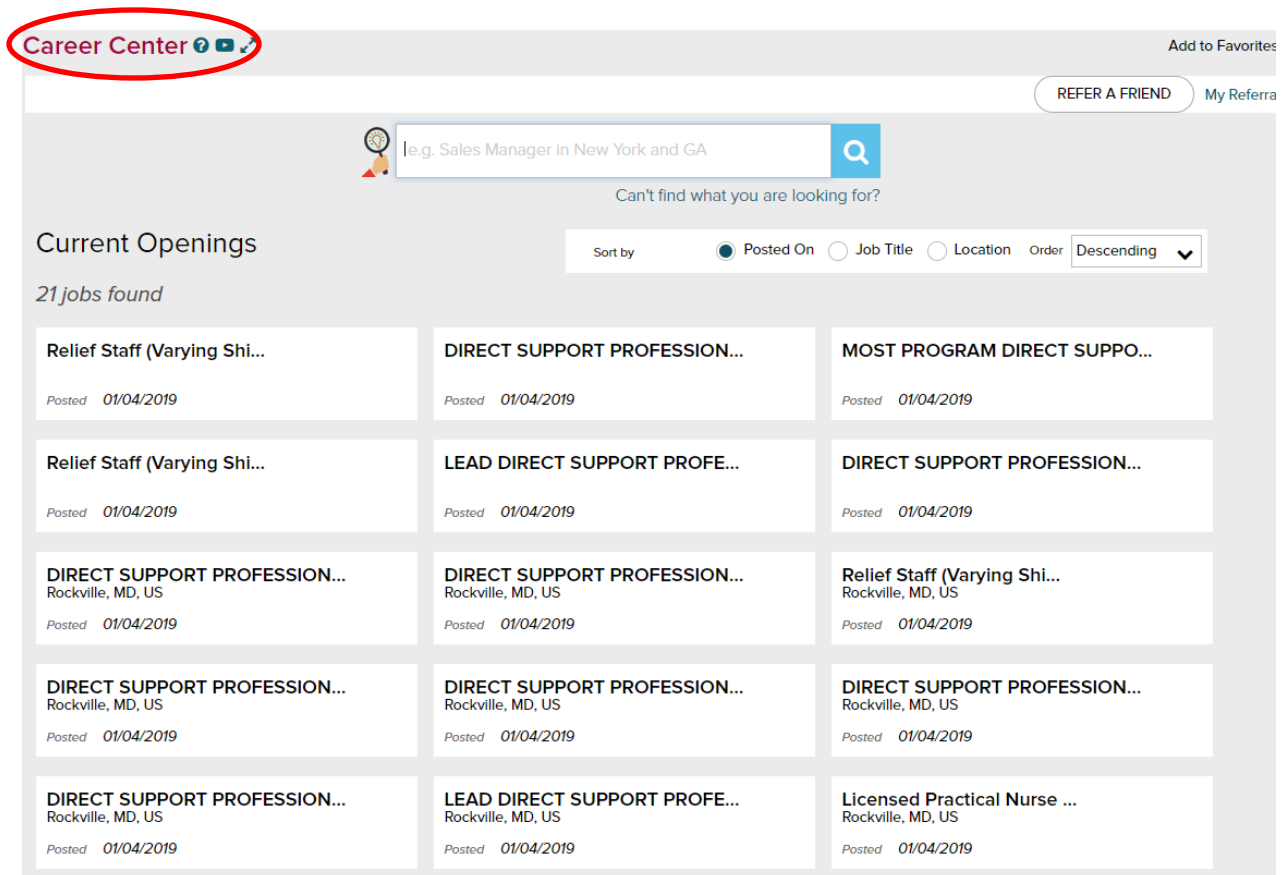 Career Center
Add to Favorites
REFER A FRIEND My Referra
e.g. Sales Manager in New York and GA
Can't find what you are looking for?
Current Openings
Sort by Posted On Job Title Location Order Descending
21 jobs found
Relief Staff (Varying Shi...
Posted 01/04/2019
DIRECT SUPPORT PROFESSION...
Posted 01/04/2019
MOST PROGRAM DIRECT SUPPO...
Posted 01/04/2019
Relief Staff (Varying Shi...
Posted 01/04/2019
LEAD DIRECT SUPPORT PROFE...
Posted 01/04/2019
DIRECT SUPPORT PROFESSION...
Posted 01/04/2019
DIRECT SUPPORT PROFESSION...
Rockville, MD, US
Posted 01/04/2019
DIRECT SUPPORT PROFESSION...
Rockville, MD, US
Posted 01/04/2019
Relief Staff (Varying Shi...
Rockville, MD, US
Posted 01/04/2019
DIRECT SUPPORT PROFESSION...
Rockville, MD, US
Posted 01/04/2019
DIRECT SUPPORT PROFESSION...
Rockville, MD, US
Posted 01/04/2019
DIRECT SUPPORT PROFESSION...
Rockville, MD, US
Posted 01/04/2019
DIRECT SUPPORT PROFESSION...
Rockville, MD, US
Posted 01/04/2019
LEAD DIRECT SUPPORT PROFE...
Rockville, MD, US
Posted 01/04/2019
Licensed Practical Nurse ...
Rockville, MD, US
Posted 01/04/2019